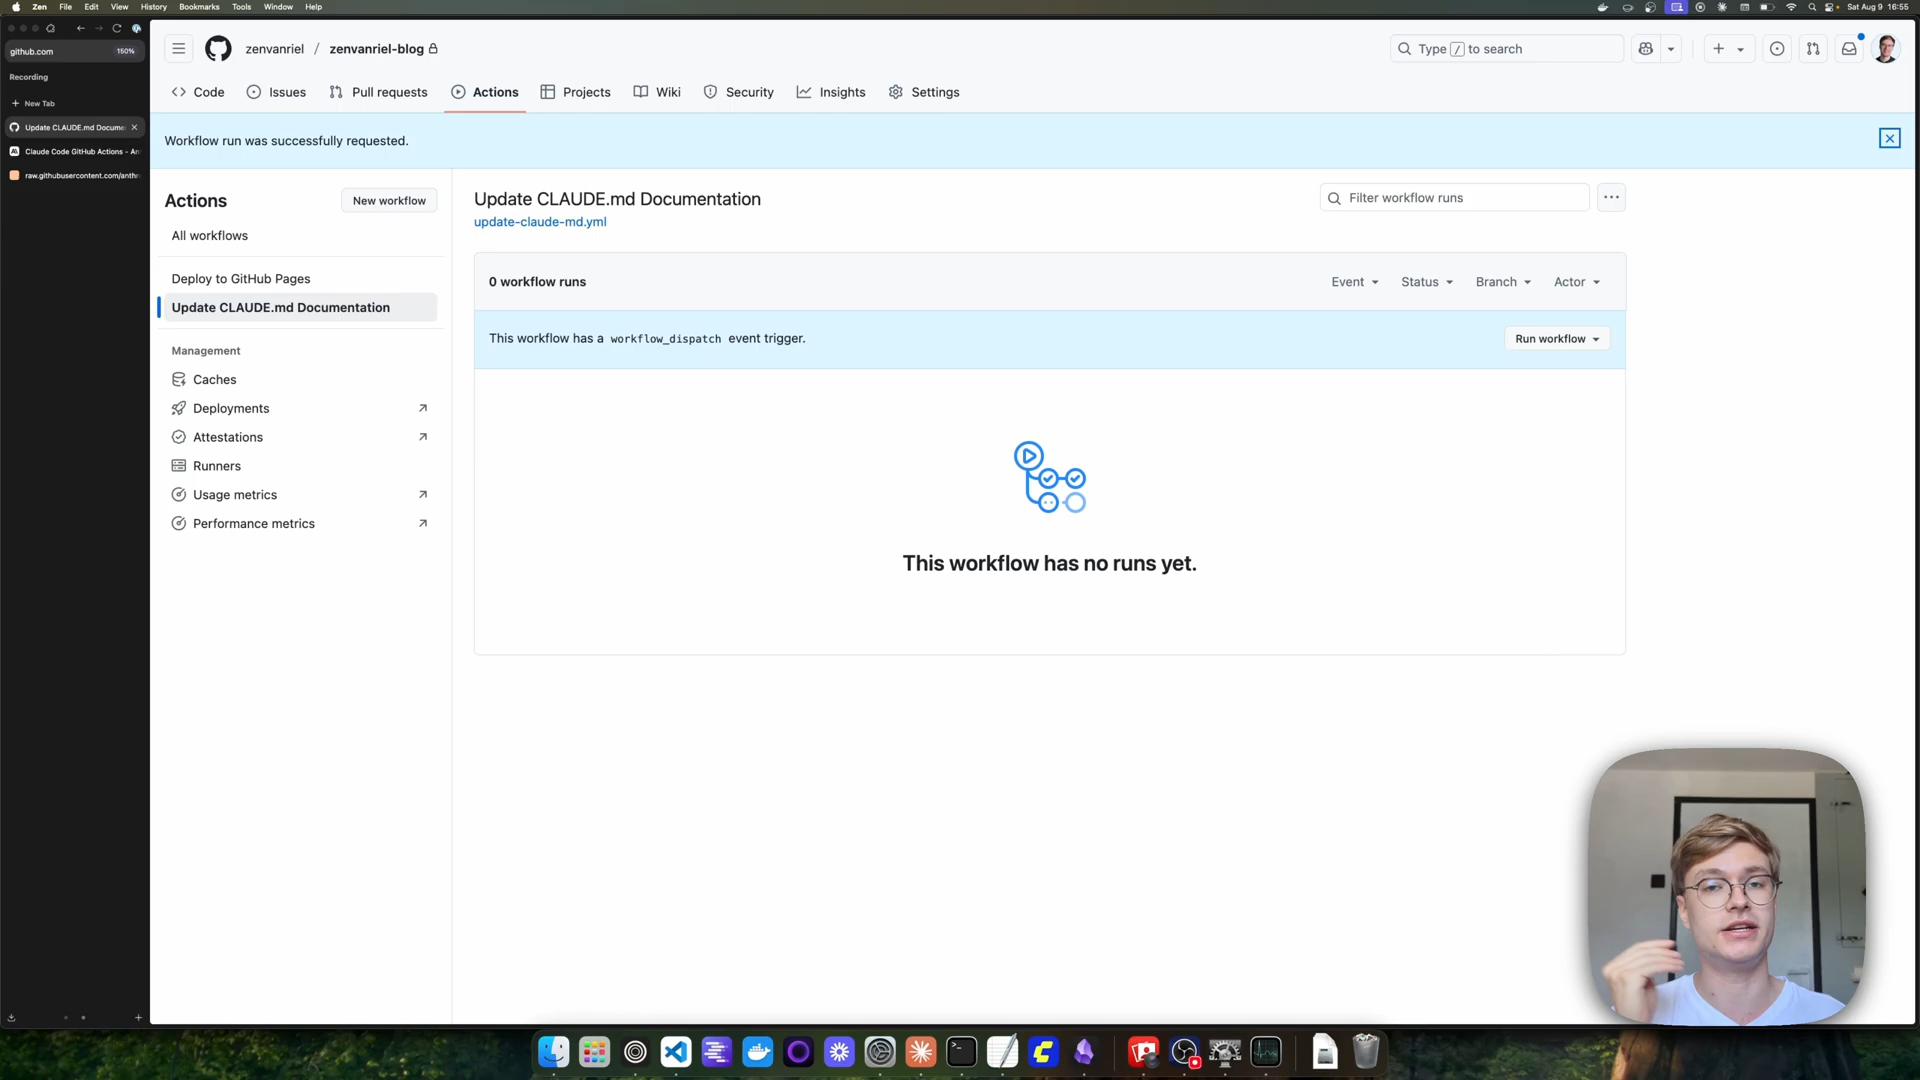 Zen File Edit View History Bookmarks Tools Window Help
Sat Aug 9 16:55
github.com 150%
Recording
New Tab
Update CLAUDE.md Docume
Claude Code GitHub Actions - An
raw.githubusercontent.com/anthr
zenvanriel / zenvanriel-blog
Type / to search
Code Issues Pull requests Actions Projects Wiki Security Insights Settings
Workflow run was successfully requested.
Actions
New workflow
All workflows
Deploy to GitHub Pages
Update CLAUDE.md Documentation
Management
Caches
Deployments
Attestations
Runners
Usage metrics
Performance metrics
Update CLAUDE.md Documentation
update-claude-md.yml
Filter workflow runs
0 workflow runs
Event Status Branch Actor
This workflow has a workflow_dispatch event trigger.
Run workflow
This workflow has no runs yet.